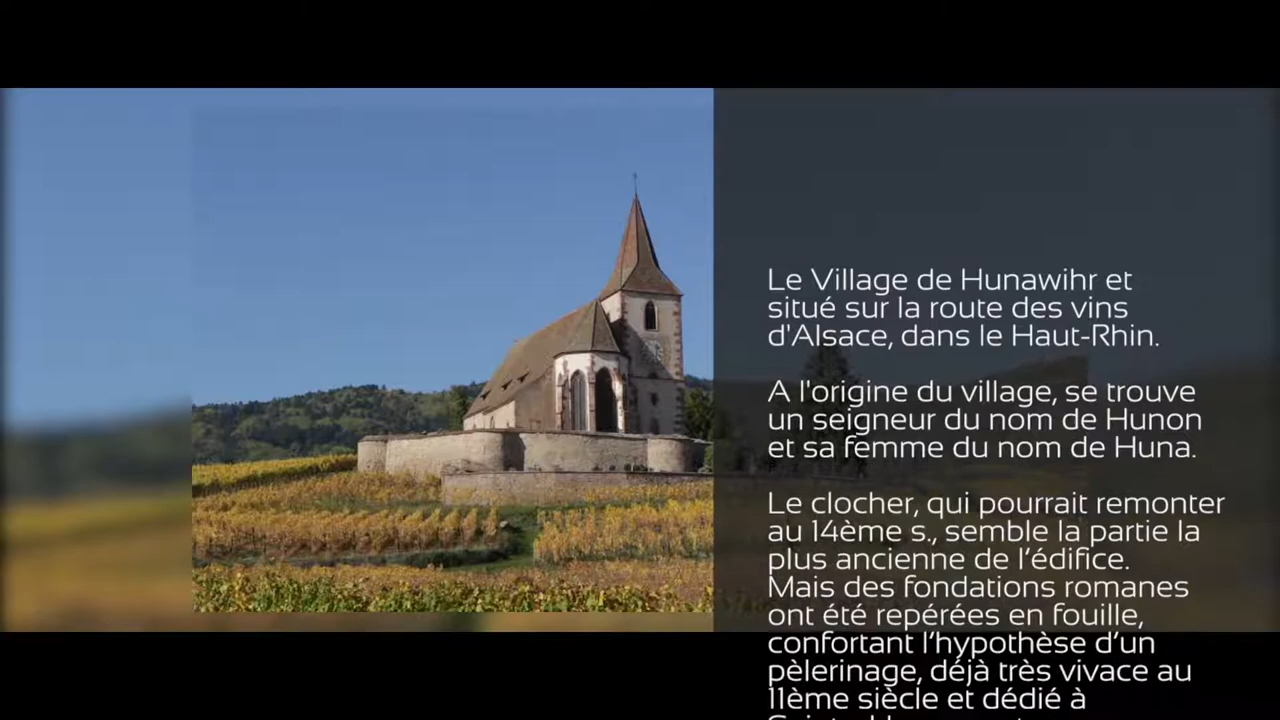 Le Village de Hunawihr et
situé sur la route des vins
d'Alsace, dans le Haut-Rhin.
A l'origine du village, se trouve
un seigneur du nom de Hunon
et sa femme du nom de Huna.
Le clocher, qui pourrait remonter
au 14ème s., semble la partie la
plus ancienne de l’édifice.
Mais des fondations romanes
ont été repérées en fouille,
confortant l’hypothèse d’un
pèlerinage, déjà très vivace au
11ème siècle et dédié à